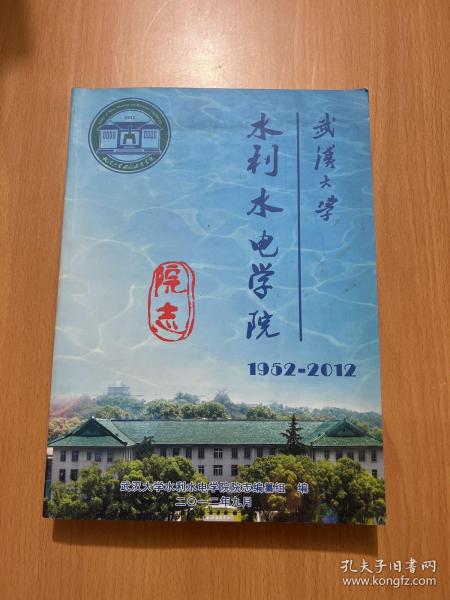 武漢大学
水利水电学院
院志
1952-2012
武汉大学水利水电学院院志编纂组 编
二〇一二年九月
孔夫子旧书网
www.kongfz.com